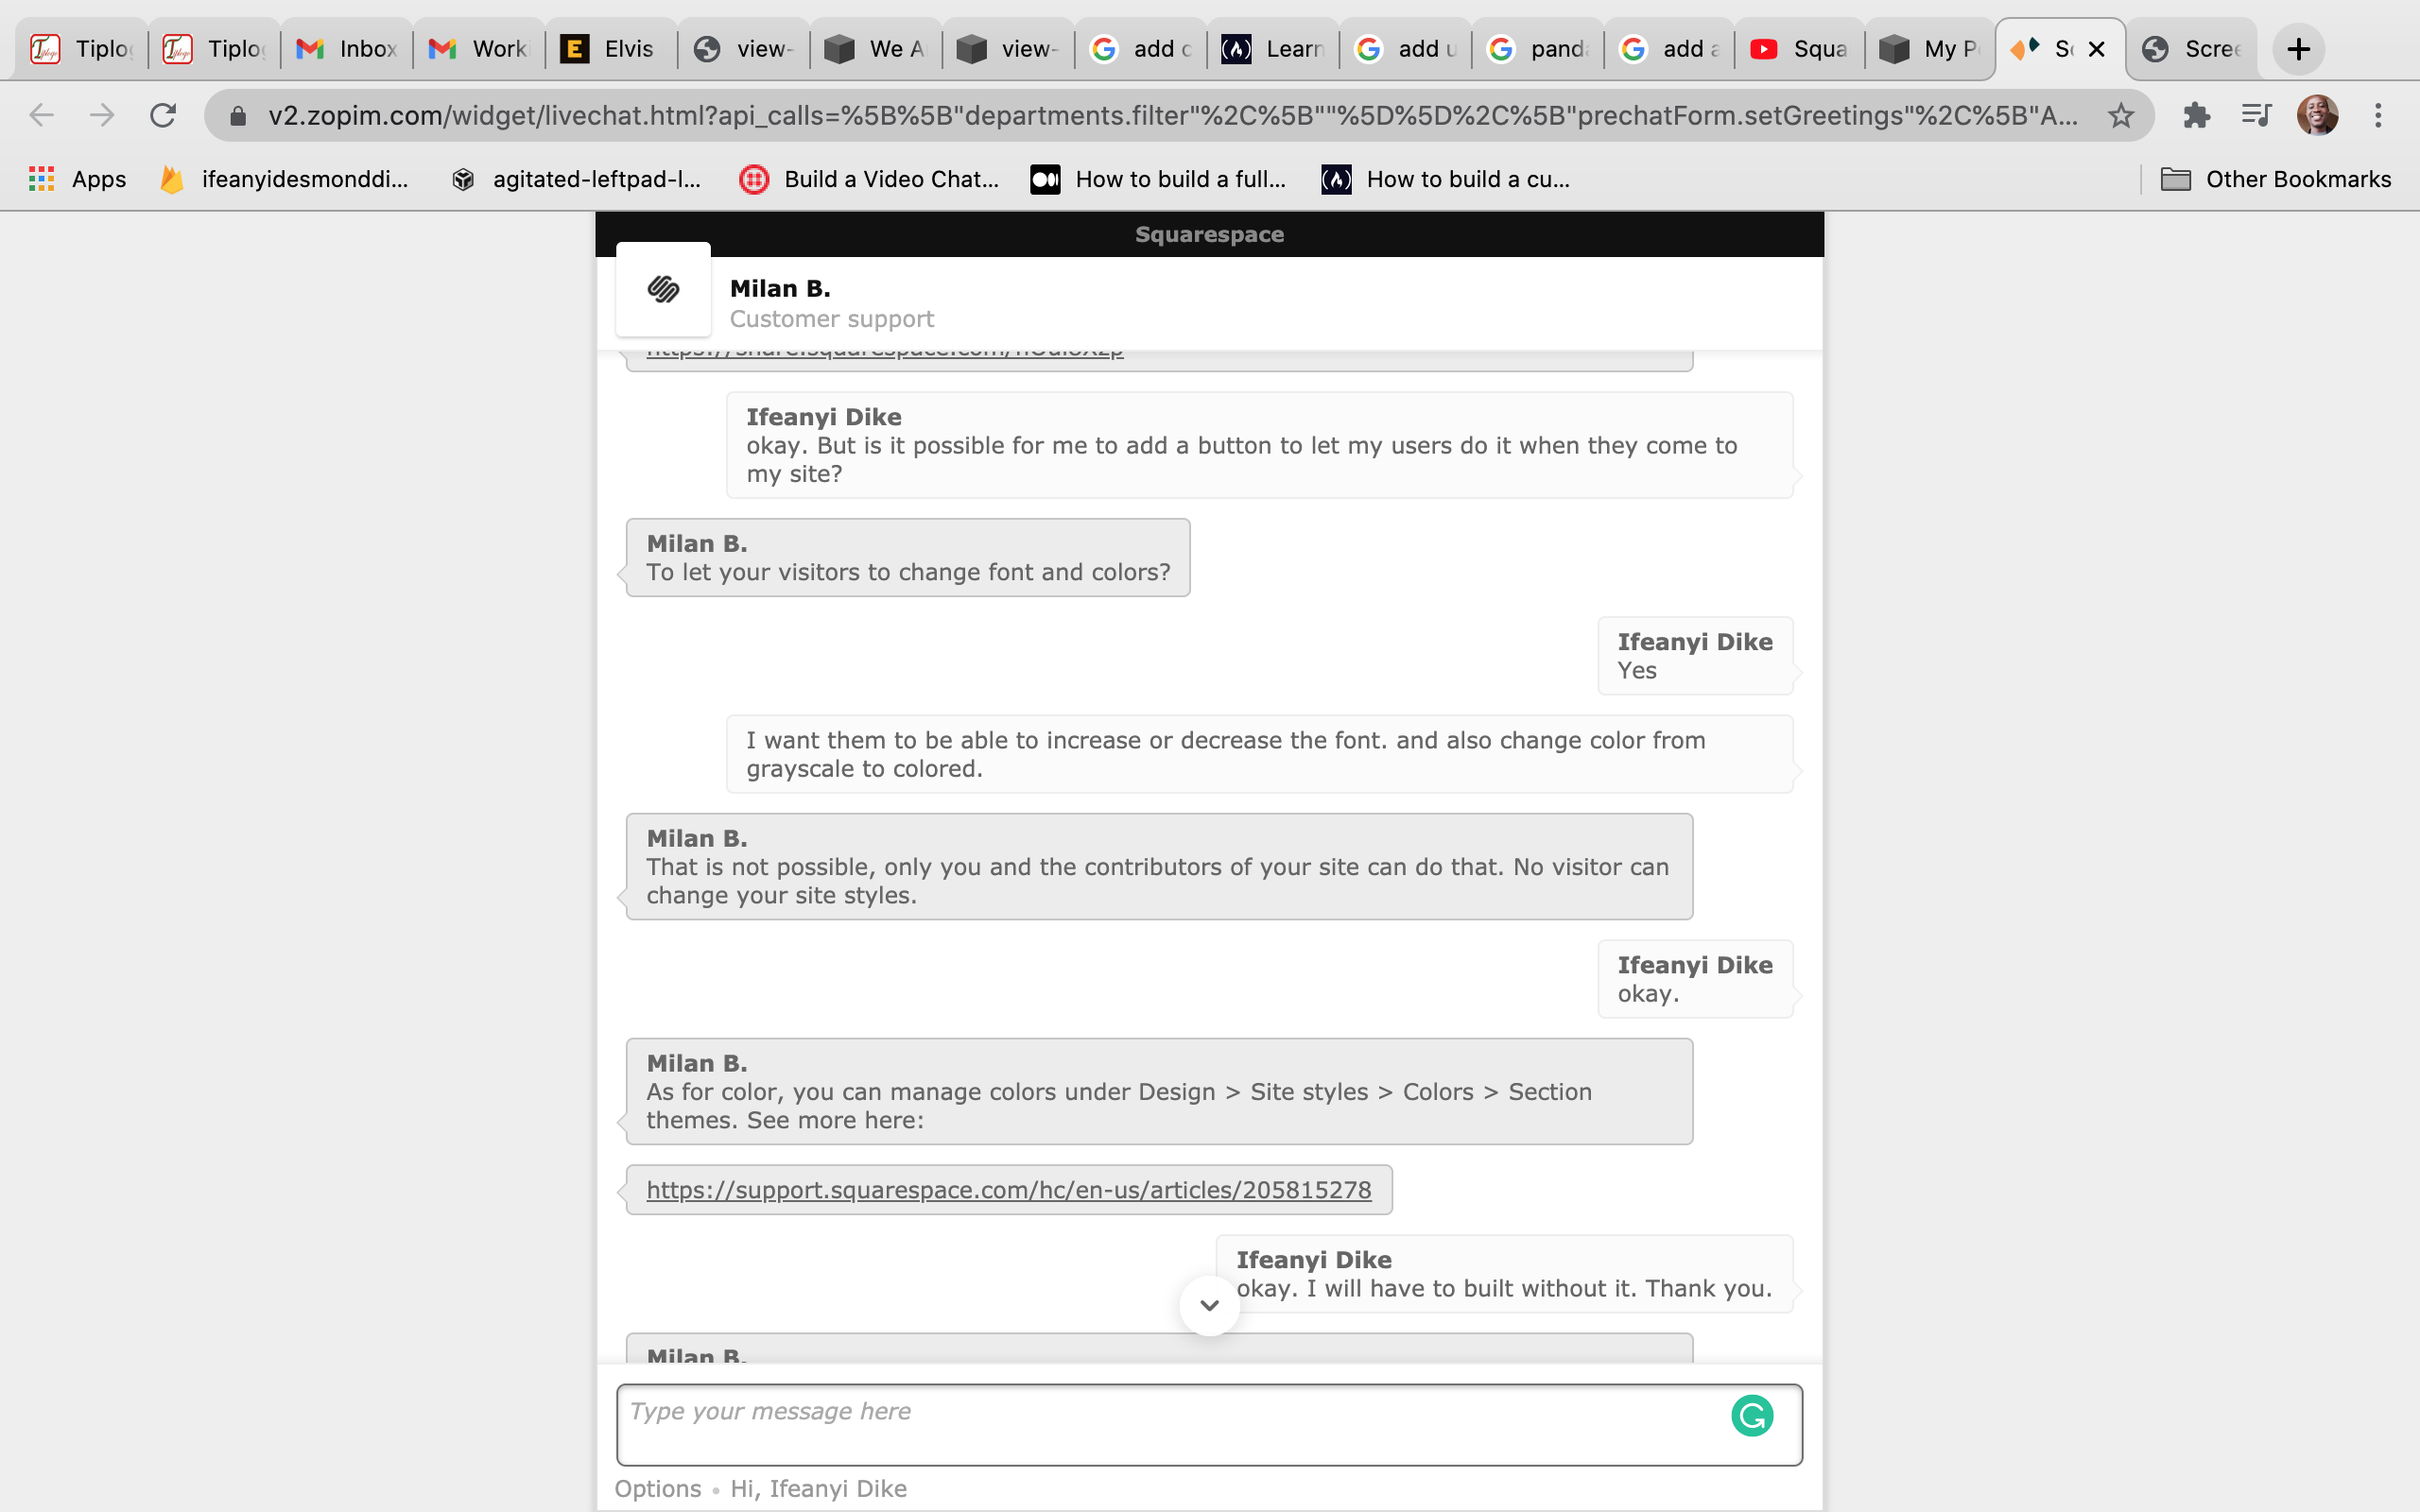 Tiplo
Tiplo
Inbox
Work
Elvis
view-
We A
view-
add c
Learn
add u
panda
add a
Squa
My P
Scree
v2.zopim.com/widget/livechat.html?api_calls=%5B%5B"departments.filter"%2C%5B""%5D%5D%2C%5B"prechatForm.setGreetings"%2C%5B"A...
Apps
ifeanyidesmonddi...
agitated-leftpad-l...
Build a Video Chat...
How to build a full...
How to build a cu...
Other Bookmarks
Squarespace
Milan B.
Customer support
Ifeanyi Dike
okay. But is it possible for me to add a button to let my users do it when they come to
my site?
Milan B.
To let your visitors to change font and colors?
Ifeanyi Dike
Yes
I want them to be able to increase or decrease the font. and also change color from
grayscale to colored.
Milan B.
That is not possible, only you and the contributors of your site can do that. No visitor can
change your site styles.
Ifeanyi Dike
okay.
Milan B.
As for color, you can manage colors under Design > Site styles > Colors > Section
themes. See more here:
https://support.squarespace.com/hc/en-us/articles/205815278
Ifeanyi Dike
okay. I will have to built without it. Thank you.
Milan B.
Type your message here
Options • Hi, Ifeanyi Dike